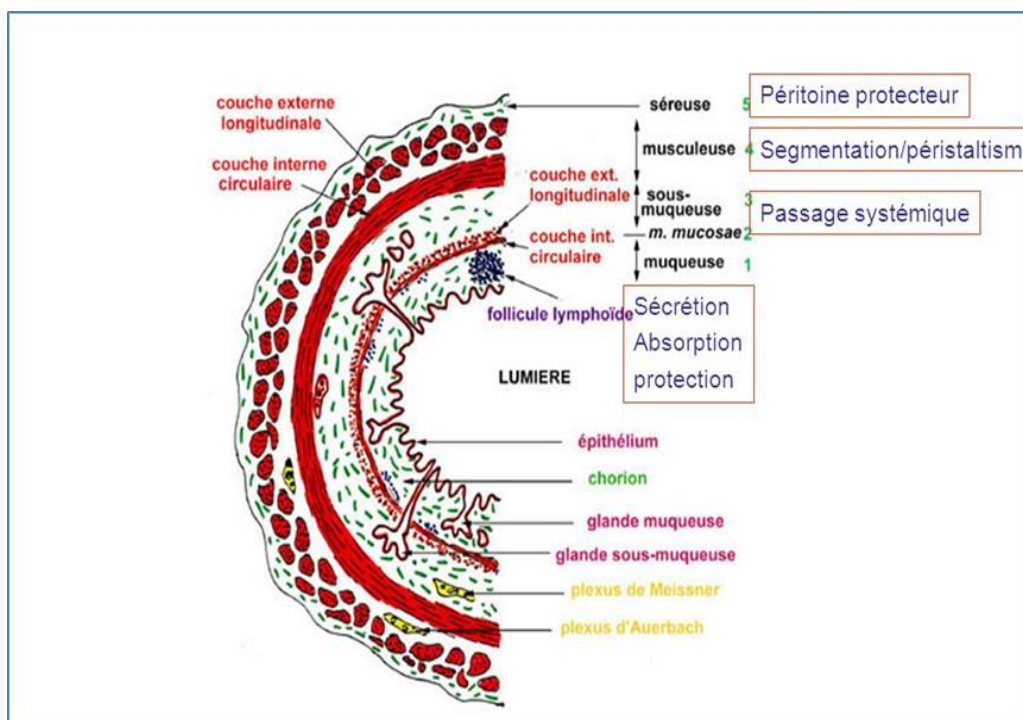 couche externe
longitudinale
couche interne
circulaire
séreuse 5
Péritoine protecteur
musculeuse 4
Segmentation/péristaltism
couche ext.
longitudinale
sous-
muqueuse 3
Passage systémique
couche int.
circulaire
m. mucosae 2
muqueuse 1
follicule lymphoïde
Sécrétion
Absorption
protection
LUMIERE
épithélium
chorion
glande muqueuse
glande sous-muqueuse
plexus de Meissner
plexus d'Auerbach